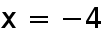 x = −4